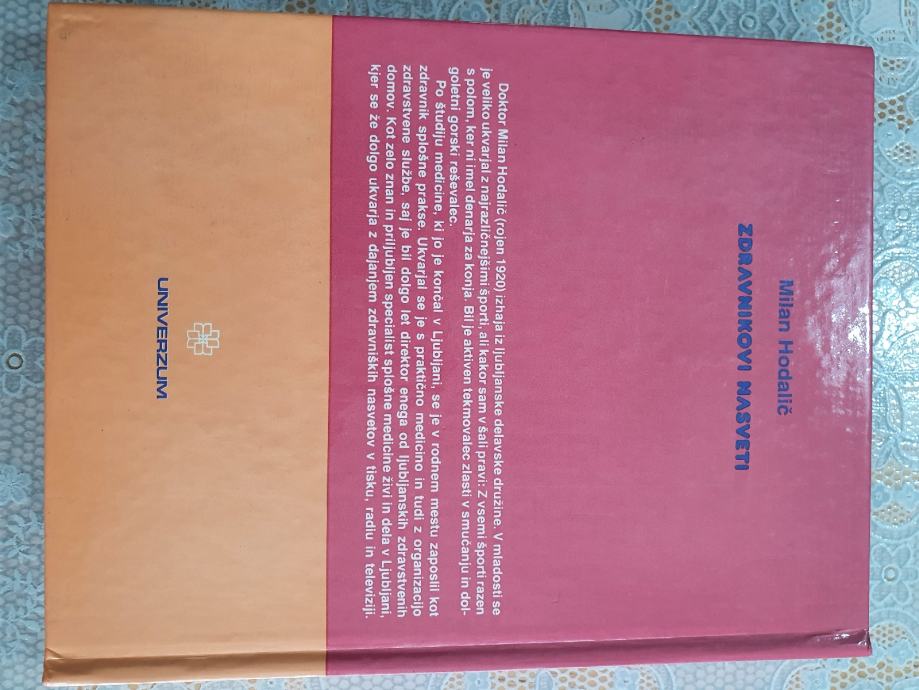 Milan Hodalič
ZDRAVNIKOVI NASVETI
Doktor Milan Hodalič (rojen 1920) izhaja iz ljubljanske delavske družine. V mladosti se
je veliko ukvarjal z najrazličnejšimi športi, ali kakor sam v šali pravi: Z vsemi športi razen
s polom, ker ni imel denarja za konja. Bil je aktiven tekmovalec zlasti v smučanju in dol-
goletni gorski reševalec.
Po študiju medicine, ki jo je končal v Ljubljani, se je v rodnem mestu zaposlil kot
zdravnik splošne prakse. Ukvarjal se je s praktično medicino in tudi z organizacijo
zdravstvene službe, saj je bil dolgo let direktor enega od ljubljanskih zdravstvenih
domov. Kot zelo znan in priljubljen specialist splošne medicine živi in dela v Ljubljani,
kjer se že dolgo ukvarja z dajanjem zdravniških nasvetov v tisku, radiu in televiziji.
UNIVERZUM